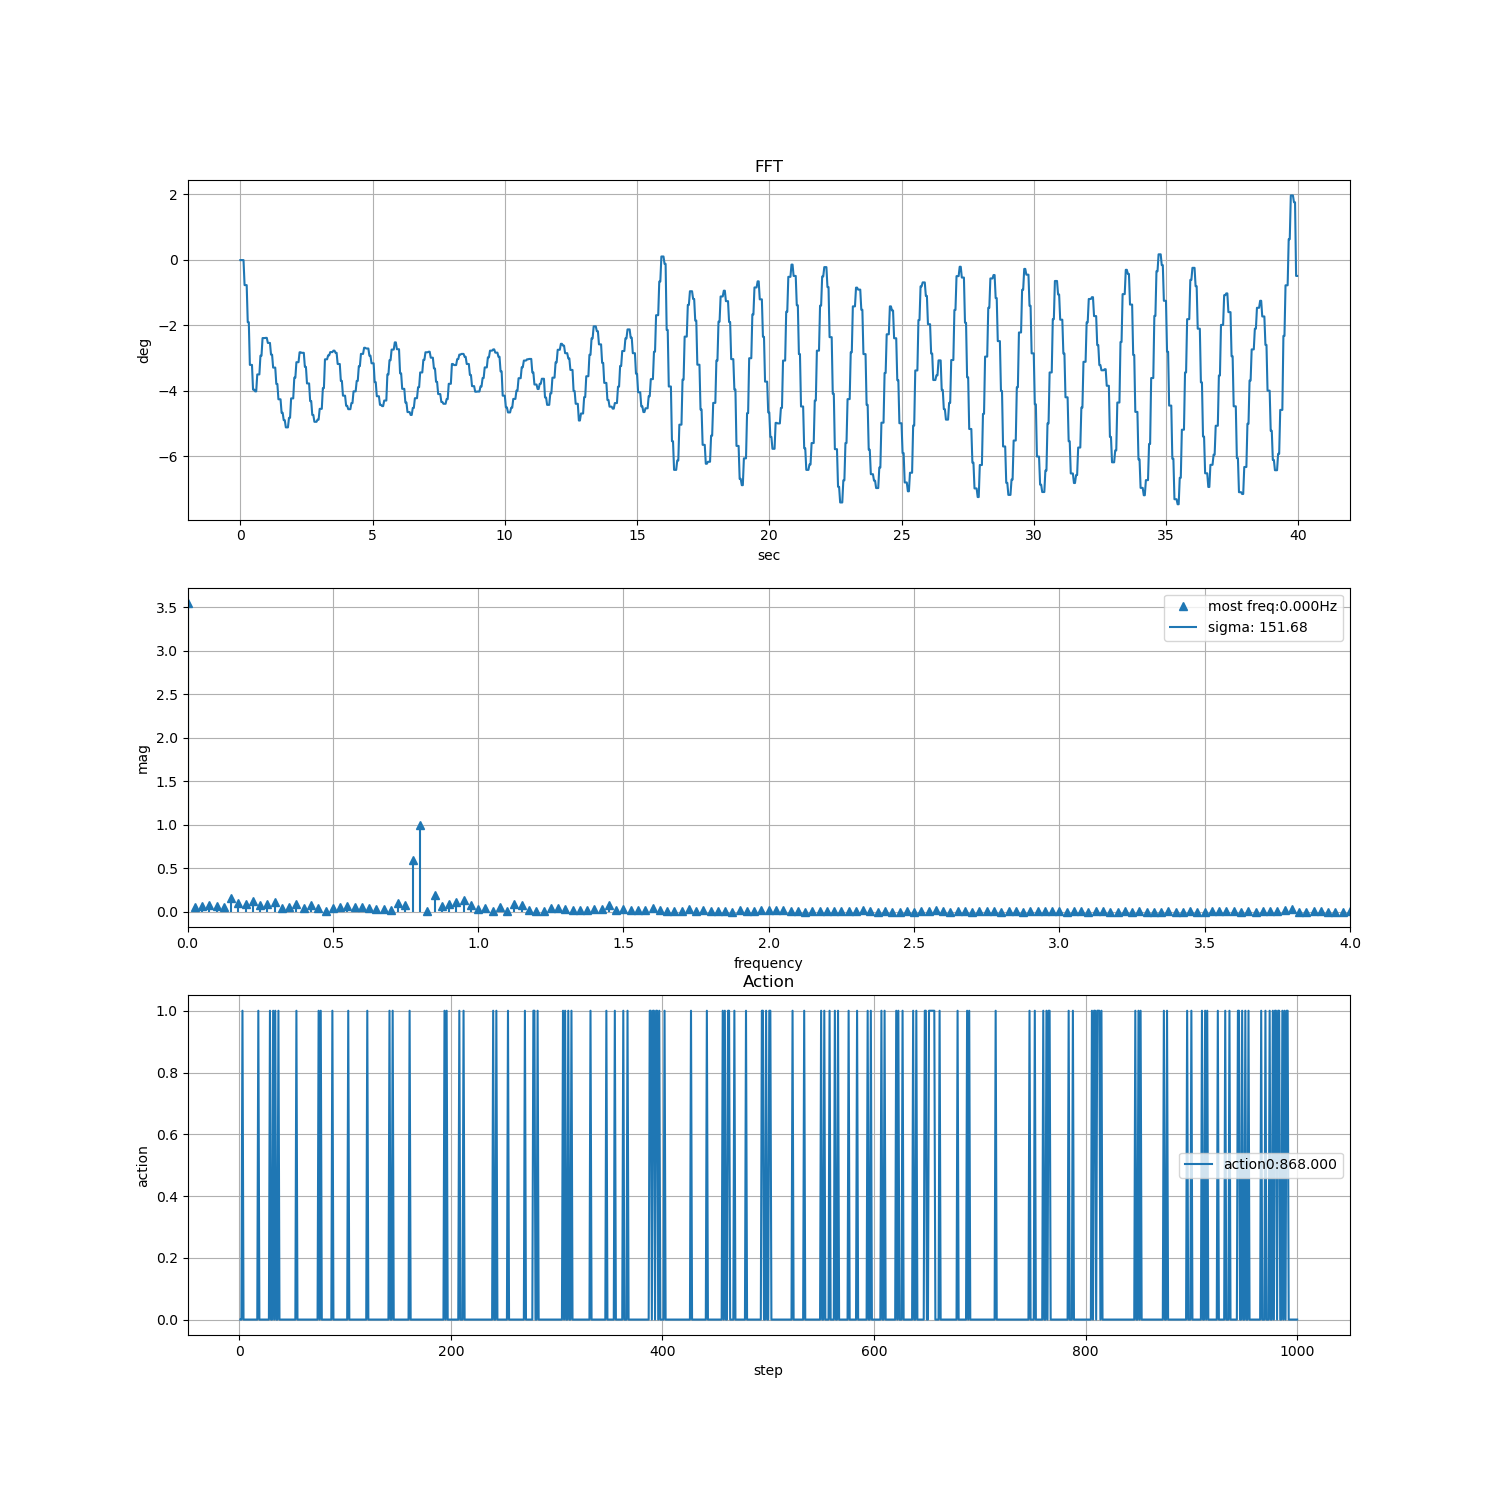 FFT
2
0
−2
−4
−6
deg
0 5 10 15 20 25 30 35 40
sec
3.5
3.0
2.5
2.0
1.5
1.0
0.5
0.0
mag
most freq:0.000Hz
sigma: 151.68
0.0 0.5 1.0 1.5 2.0 2.5 3.0 3.5 4.0
frequency
Action
1.0
0.8
0.6
0.4
0.2
0.0
action
action0:868.000
0 200 400 600 800 1000
step